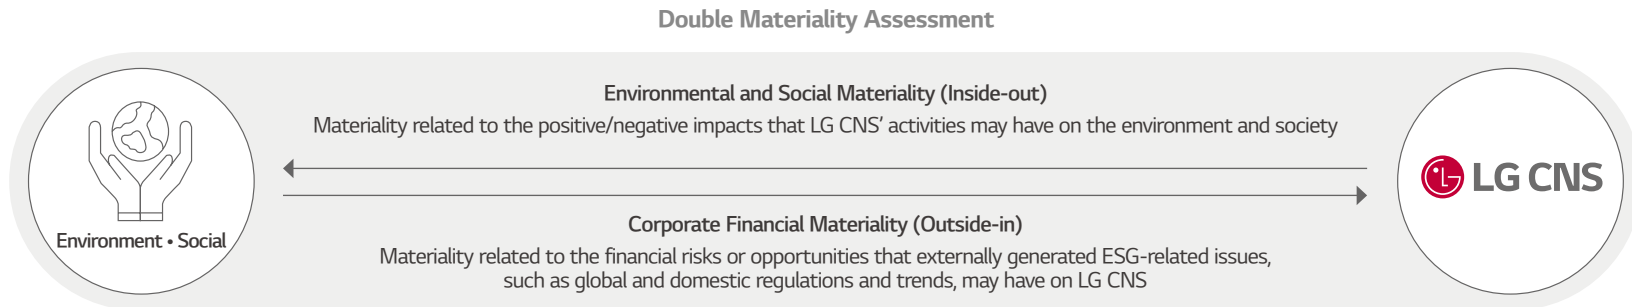 Double Materiality Assessment
Environmental and Social Materiality (Inside-out)
Materiality related to the positive/negative impacts that LG CNS’ activities may have on the environment and society
Environment • Social
LG CNS
Corporate Financial Materiality (Outside-in)
Materiality related to the financial risks or opportunities that externally generated ESG-related issues,
such as global and domestic regulations and trends, may have on LG CNS